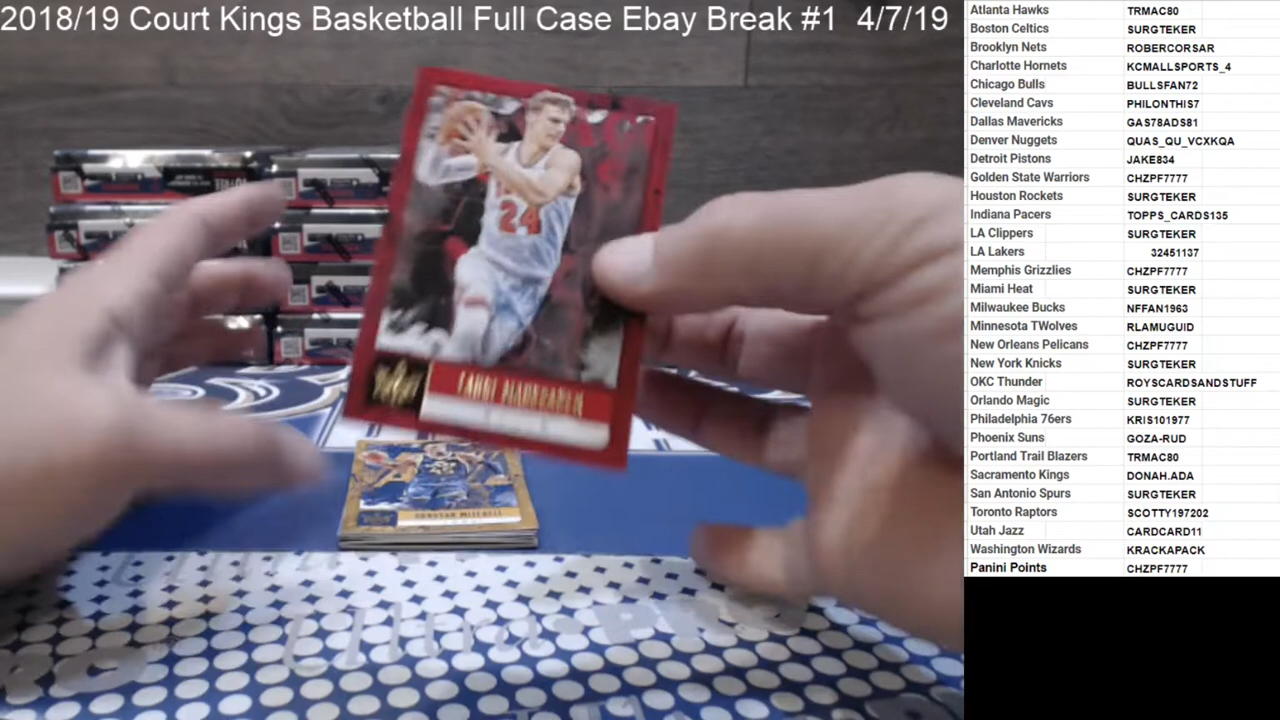 2018/19 Court Kings Basketball Full Case Ebay Break #1 4/7/19
Atlanta Hawks TRMAC80
Boston Celtics SURGTEKER
Brooklyn Nets ROBERCORSAR
Charlotte Hornets KCMALLSPORTS_4
Chicago Bulls BULLSFAN72
Cleveland Cavs PHILONTHIS7
Dallas Mavericks GAS78ADS81
Denver Nuggets QUAS_QU_VCXKQA
Detroit Pistons JAKE834
Golden State Warriors CHZPF7777
Houston Rockets SURGTEKER
Indiana Pacers TOPPS_CARDS135
LA Clippers SURGTEKER
LA Lakers 32451137
Memphis Grizzlies CHZPF7777
Miami Heat SURGTEKER
Milwaukee Bucks NFFAN1963
Minnesota TWolves RLAMUGUID
New Orleans Pelicans CHZPF7777
New York Knicks SURGTEKER
OKC Thunder ROYSCARDSANDSTUFF
Orlando Magic SURGTEKER
Philadelphia 76ers KRIS101977
Phoenix Suns GOZA-RUD
Portland Trail Blazers TRMAC80
Sacramento Kings DONAH.ADA
San Antonio Spurs SURGTEKER
Toronto Raptors SCOTTY197202
Utah Jazz CARDCARD11
Washington Wizards KRACKAPACK
Panini Points CHZPF7777
24
LAURI MARKKANEN
DONOVAN MITCHELL
Ultra PRO